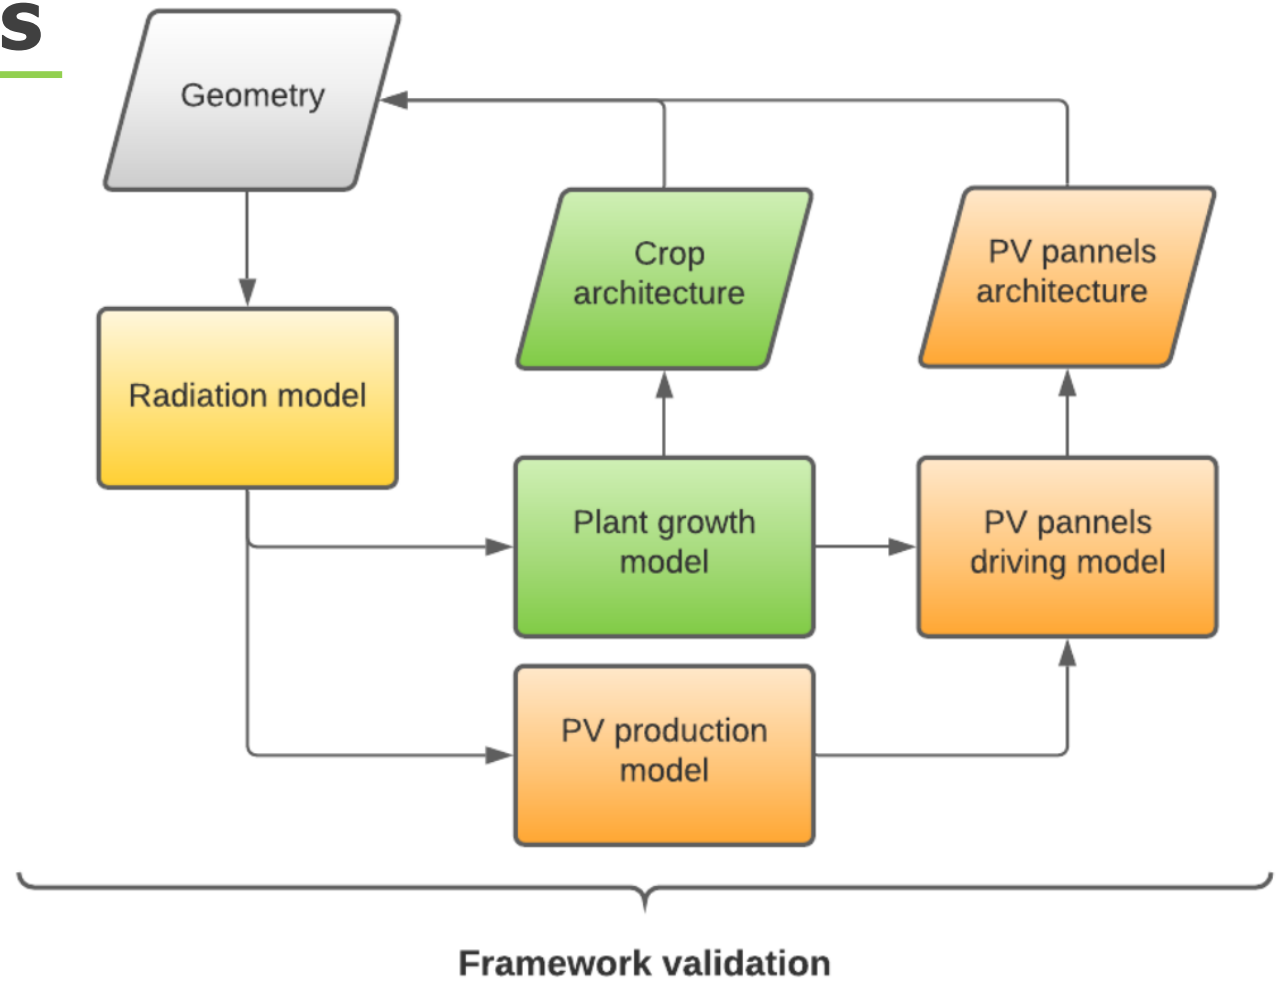 s
Geometry
Crop
architecture
PV pannels
architecture
Radiation model
Plant growth
model
PV pannels
driving model
PV production
model
Framework validation